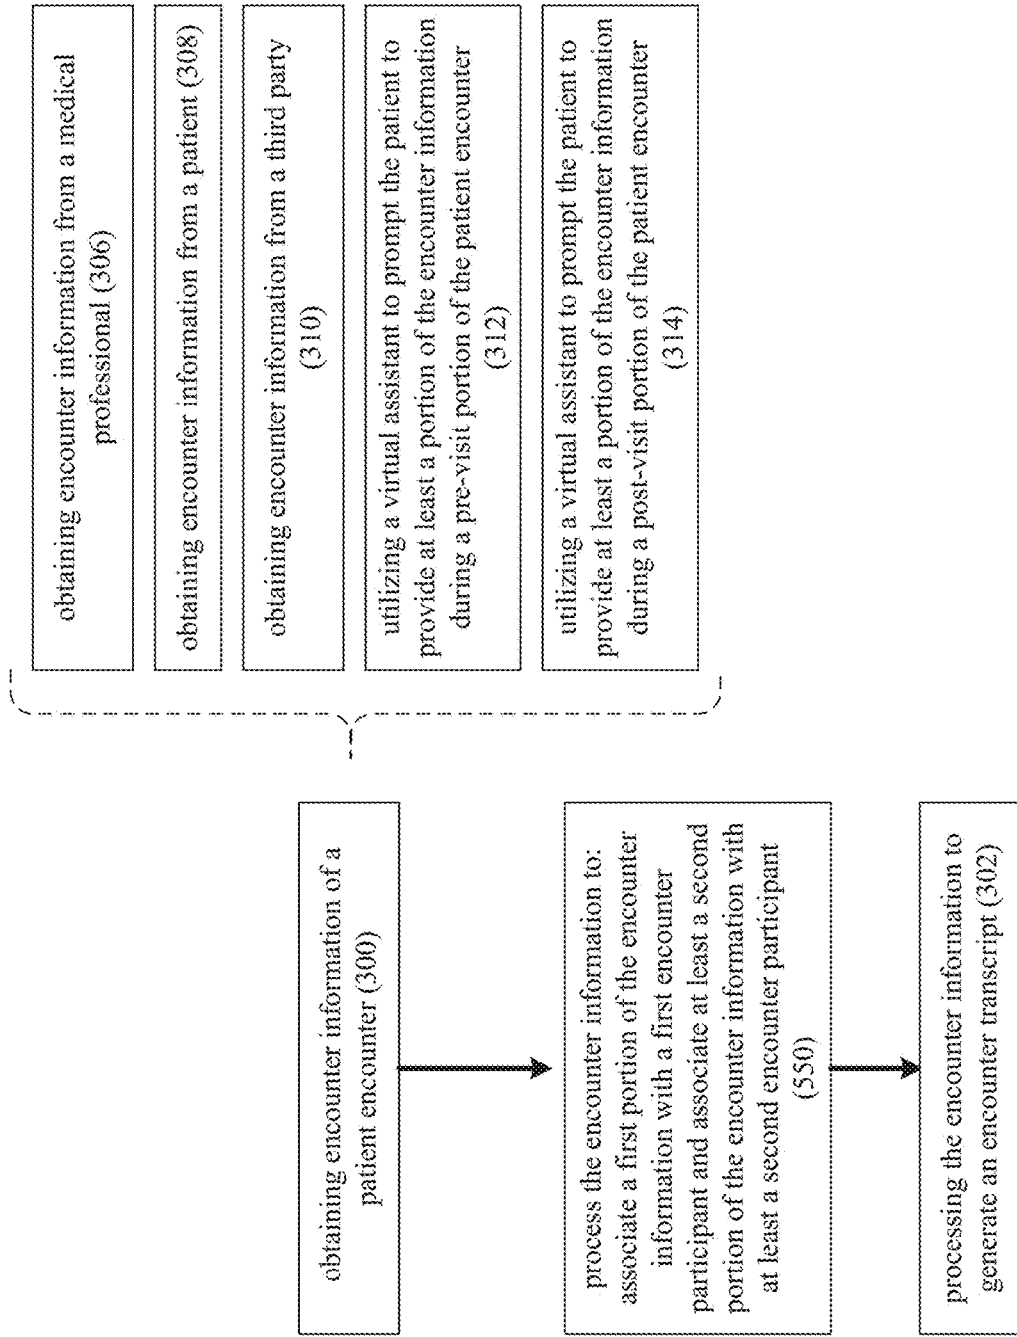 obtaining encounter information of a
patient encounter (300)
process the encounter information to:
associate a first portion of the encounter
information with a first encounter
participant and associate at least a second
portion of the encounter information with
at least a second encounter participant
(550)
processing the encounter information to
generate an encounter transcript (302)
obtaining encounter information from a medical
professional (306)
obtaining encounter information from a patient (308)
obtaining encounter information from a third party
(310)
utilizing a virtual assistant to prompt the patient to
provide at least a portion of the encounter information
during a pre-visit portion of the patient encounter
(312)
utilizing a virtual assistant to prompt the patient to
provide at least a portion of the encounter information
during a post-visit portion of the patient encounter
(314)